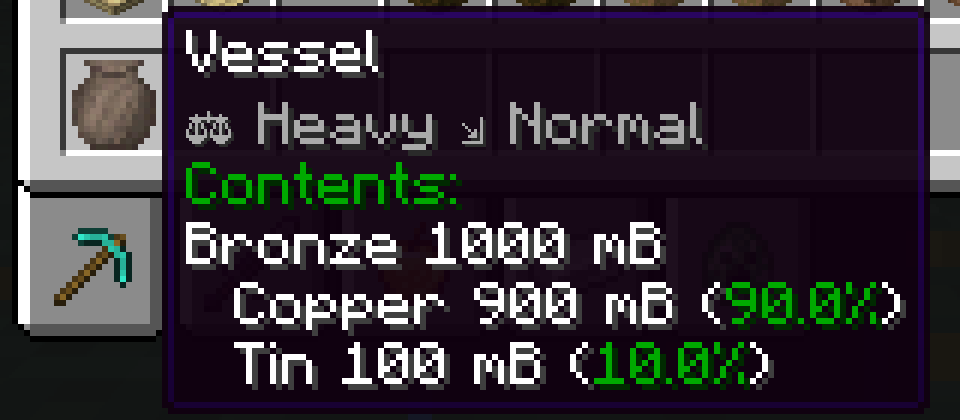 Vessel
Heavy ↘ Normal
Contents:
Bronze 1000 mB
Copper 900 mB (90.0%)
Tin 100 mB (10.0%)